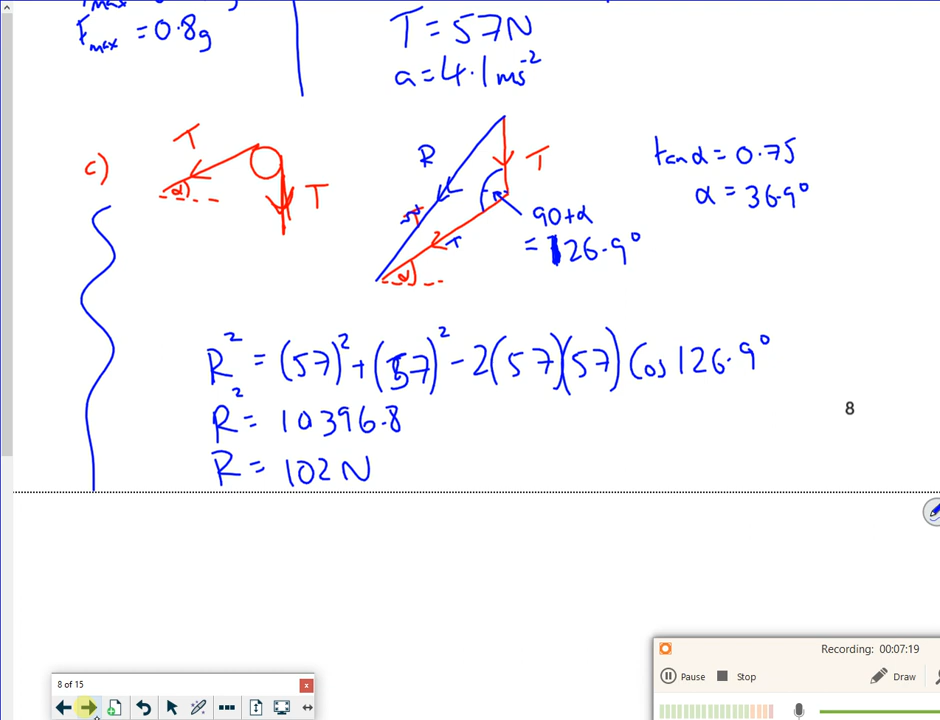 F max = 0.8g
T = 57N
a = 4.1 ms⁻²
c)
T
α
T
R
T
T
α
90+α
= 126.9°
tan α = 0.75
α = 36.9°
R² = (57)² + (57)² - 2(57)(57) Cos 126.9°
R² = 10396.8
R = 102 N
8
Recording: 00:07:19
Pause
Stop
Draw
8 of 15